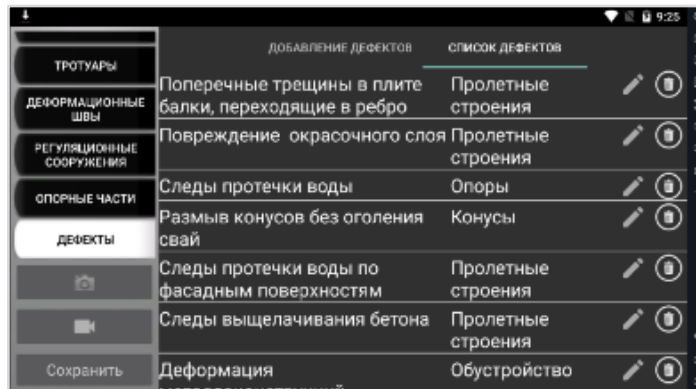 9:25
ДОБАВЛЕНИЕ ДЕФЕКТОВ
СПИСОК ДЕФЕКТОВ
ТРОТУАРЫ
ДЕФОРМАЦИОННЫЕ
ШВЫ
РЕГУЛЯЦИОННЫЕ
СООРУЖЕНИЯ
ОПОРНЫЕ ЧАСТИ
ДЕФЕКТЫ
Сохранить
Поперечные трещины в плите
балки, переходящие в ребро
Пролетные
строения
Повреждение окрасочного слоя
Пролетные
строения
Следы протечки воды
Опоры
Размыв конусов без оголения
свай
Конусы
Следы протечки воды по
фасадным поверхностям
Пролетные
строения
Следы выщелачивания бетона
Пролетные
строения
Деформация
Обустройство